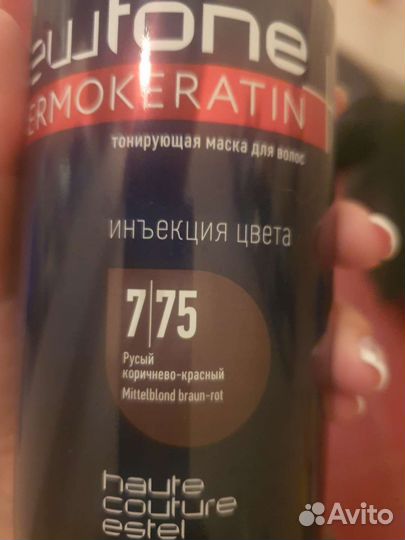 ewtone
ERMOKERATIN
тонирующая маска для волос
инъекция цвета
7|75
Русый
коричнево-красный
Mittelblond braun-rot
haute
couture
estel
Avito